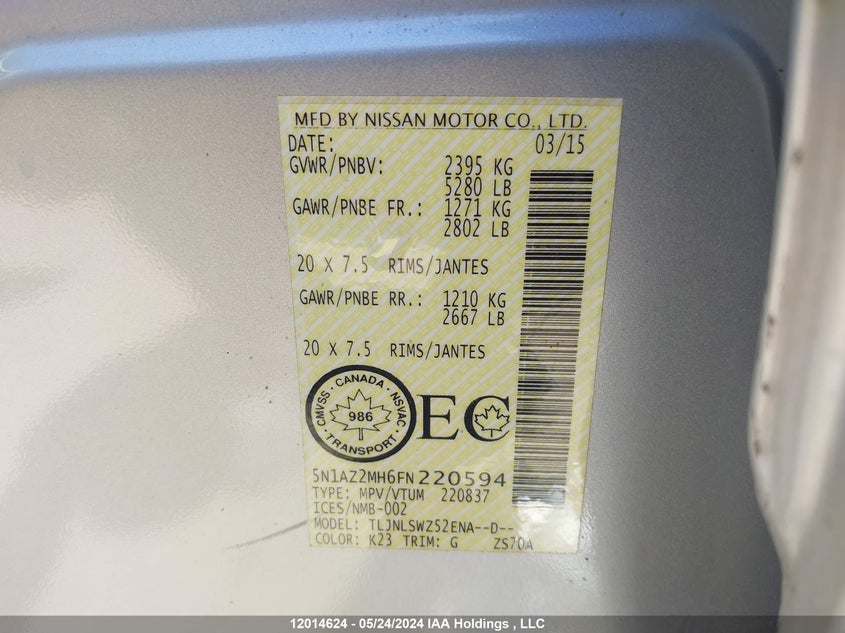 MFD BY NISSAN MOTOR CO., LTD.
DATE: 03/15
GVWR/PNBV: 2395 KG
5280 LB
GAWR/PNBE FR.: 1271 KG
2802 LB
20 X 7.5 RIMS/JANTES
GAWR/PNBE RR.: 1210 KG
2667 LB
20 X 7.5 RIMS/JANTES
CANADA · NSVAC · TRANSPORT · CMVSS ·
986
EC
5N1AZ2MH6FN220594
TYPE: MPV/VTUM 220837
ICES/NMB-002
MODEL: TLJNLSWZ52ENA--D--
COLOR: K23 TRIM: G ZS70A
12014624 - 05/24/2024 IAA Holdings , LLC